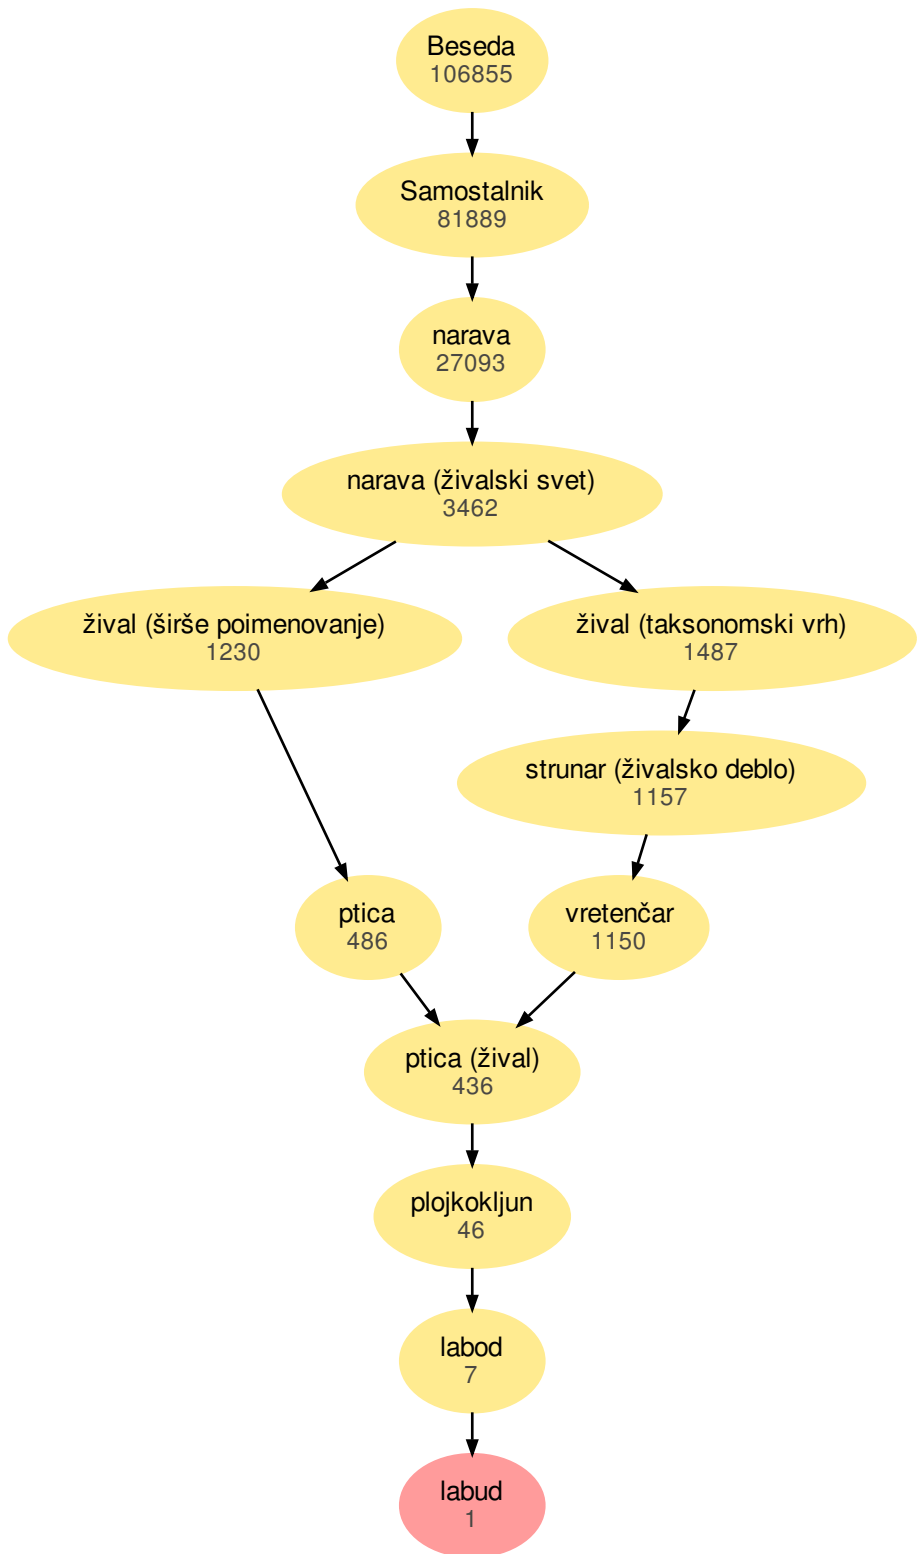 Beseda
106855
Samostalnik
81889
narava
27093
narava (živalski svet)
3462
žival (širše poimenovanje)
1230
žival (taksonomski vrh)
1487
strunar (živalsko deblo)
1157
ptica
486
vretenčar
1150
ptica (žival)
436
plojkokljun
46
labod
7
labud
1